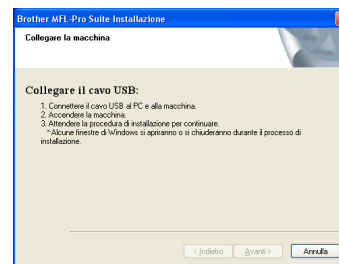 Brother MFL-Pro Suite Installazione
Collegare la macchina
Collegare il cavo USB:
1. Connettere il cavo USB al PC e alla macchina.
2. Accendere la macchina.
3. Attendere la procedura di installazione per continuare.
* Alcune finestre di Windows si apriranno o si chiuderanno durante il processo di
installazione.
< Indietro Avanti > Annulla